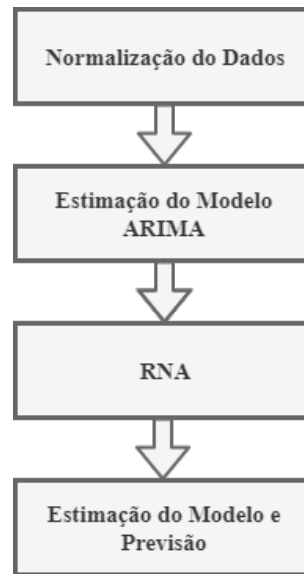 Normalização do Dados
Estimação do Modelo
ARIMA
RNA
Estimação do Modelo e
Previsão